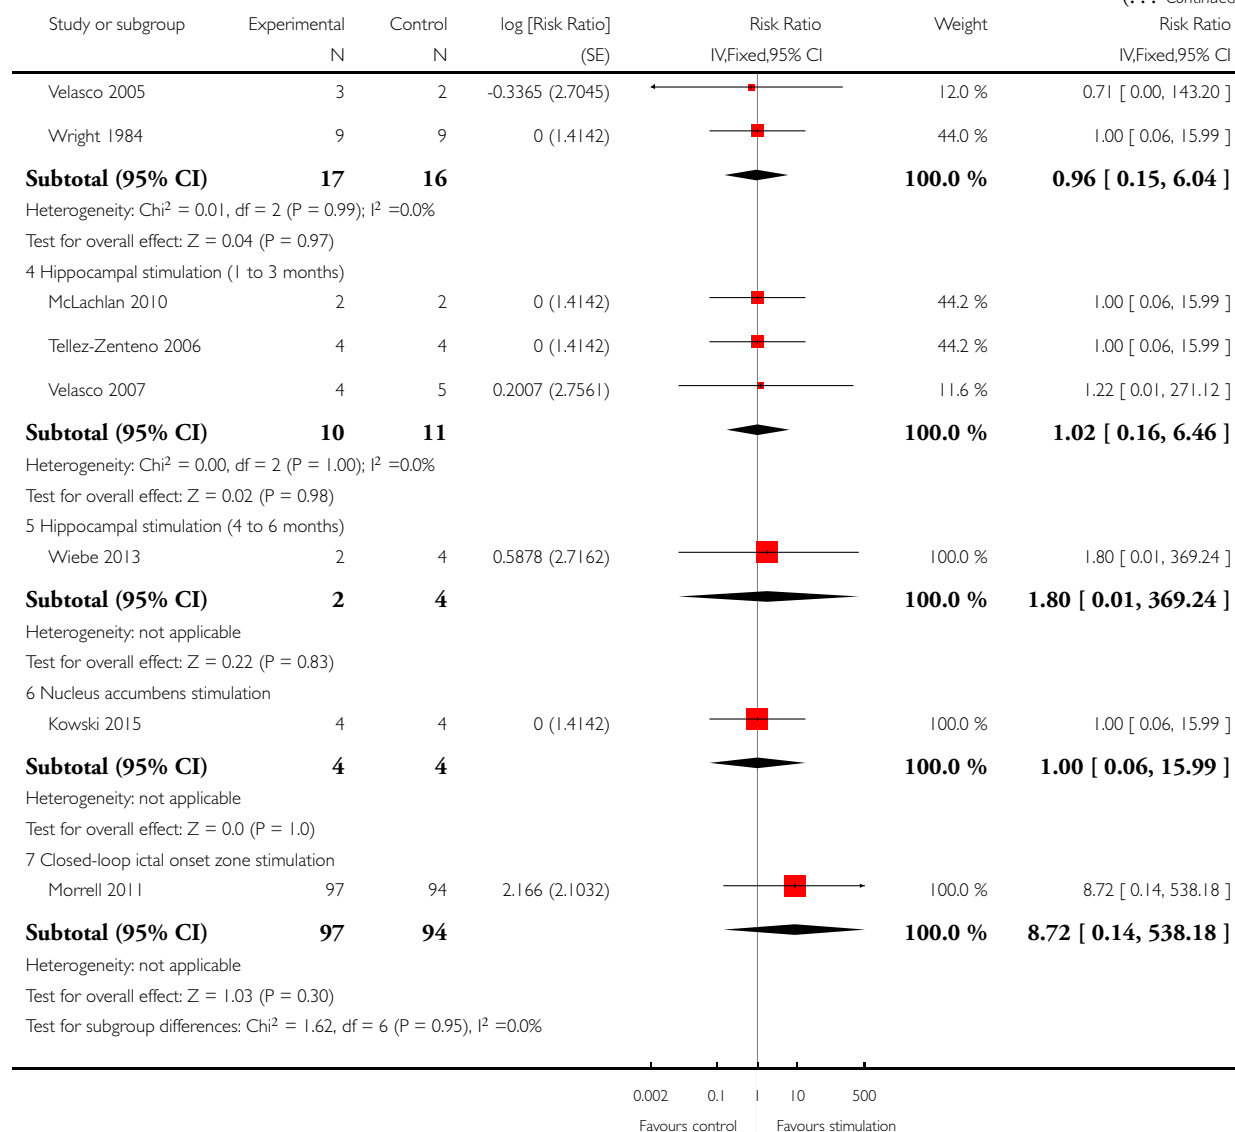 (. . . Continued
Study or subgroup Experimental Control log [Risk Ratio] Risk Ratio Weight Risk Ratio
N N (SE) IV,Fixed,95% CI IV,Fixed,95% CI
Velasco 2005 3 2 -0.3365 (2.7045) 12.0 % 0.71 [ 0.00, 143.20 ]
Wright 1984 9 9 0 (1.4142) 44.0 % 1.00 [ 0.06, 15.99 ]
Subtotal (95% CI) 17 16 100.0 % 0.96 [ 0.15, 6.04 ]
Heterogeneity: Chi² = 0.01, df = 2 (P = 0.99); I² =0.0%
Test for overall effect: Z = 0.04 (P = 0.97)
4 Hippocampal stimulation (1 to 3 months)
McLachlan 2010 2 2 0 (1.4142) 44.2 % 1.00 [ 0.06, 15.99 ]
Tellez-Zenteno 2006 4 4 0 (1.4142) 44.2 % 1.00 [ 0.06, 15.99 ]
Velasco 2007 4 5 0.2007 (2.7561) 11.6 % 1.22 [ 0.01, 271.12 ]
Subtotal (95% CI) 10 11 100.0 % 1.02 [ 0.16, 6.46 ]
Heterogeneity: Chi² = 0.00, df = 2 (P = 1.00); I² =0.0%
Test for overall effect: Z = 0.02 (P = 0.98)
5 Hippocampal stimulation (4 to 6 months)
Wiebe 2013 2 4 0.5878 (2.7162) 100.0 % 1.80 [ 0.01, 369.24 ]
Subtotal (95% CI) 2 4 100.0 % 1.80 [ 0.01, 369.24 ]
Heterogeneity: not applicable
Test for overall effect: Z = 0.22 (P = 0.83)
6 Nucleus accumbens stimulation
Kowski 2015 4 4 0 (1.4142) 100.0 % 1.00 [ 0.06, 15.99 ]
Subtotal (95% CI) 4 4 100.0 % 1.00 [ 0.06, 15.99 ]
Heterogeneity: not applicable
Test for overall effect: Z = 0.0 (P = 1.0)
7 Closed-loop ictal onset zone stimulation
Morrell 2011 97 94 2.166 (2.1032) 100.0 % 8.72 [ 0.14, 538.18 ]
Subtotal (95% CI) 97 94 100.0 % 8.72 [ 0.14, 538.18 ]
Heterogeneity: not applicable
Test for overall effect: Z = 1.03 (P = 0.30)
Test for subgroup differences: Chi² = 1.62, df = 6 (P = 0.95), I² =0.0%
0.002 0.1 1 10 500
Favours control Favours stimulation